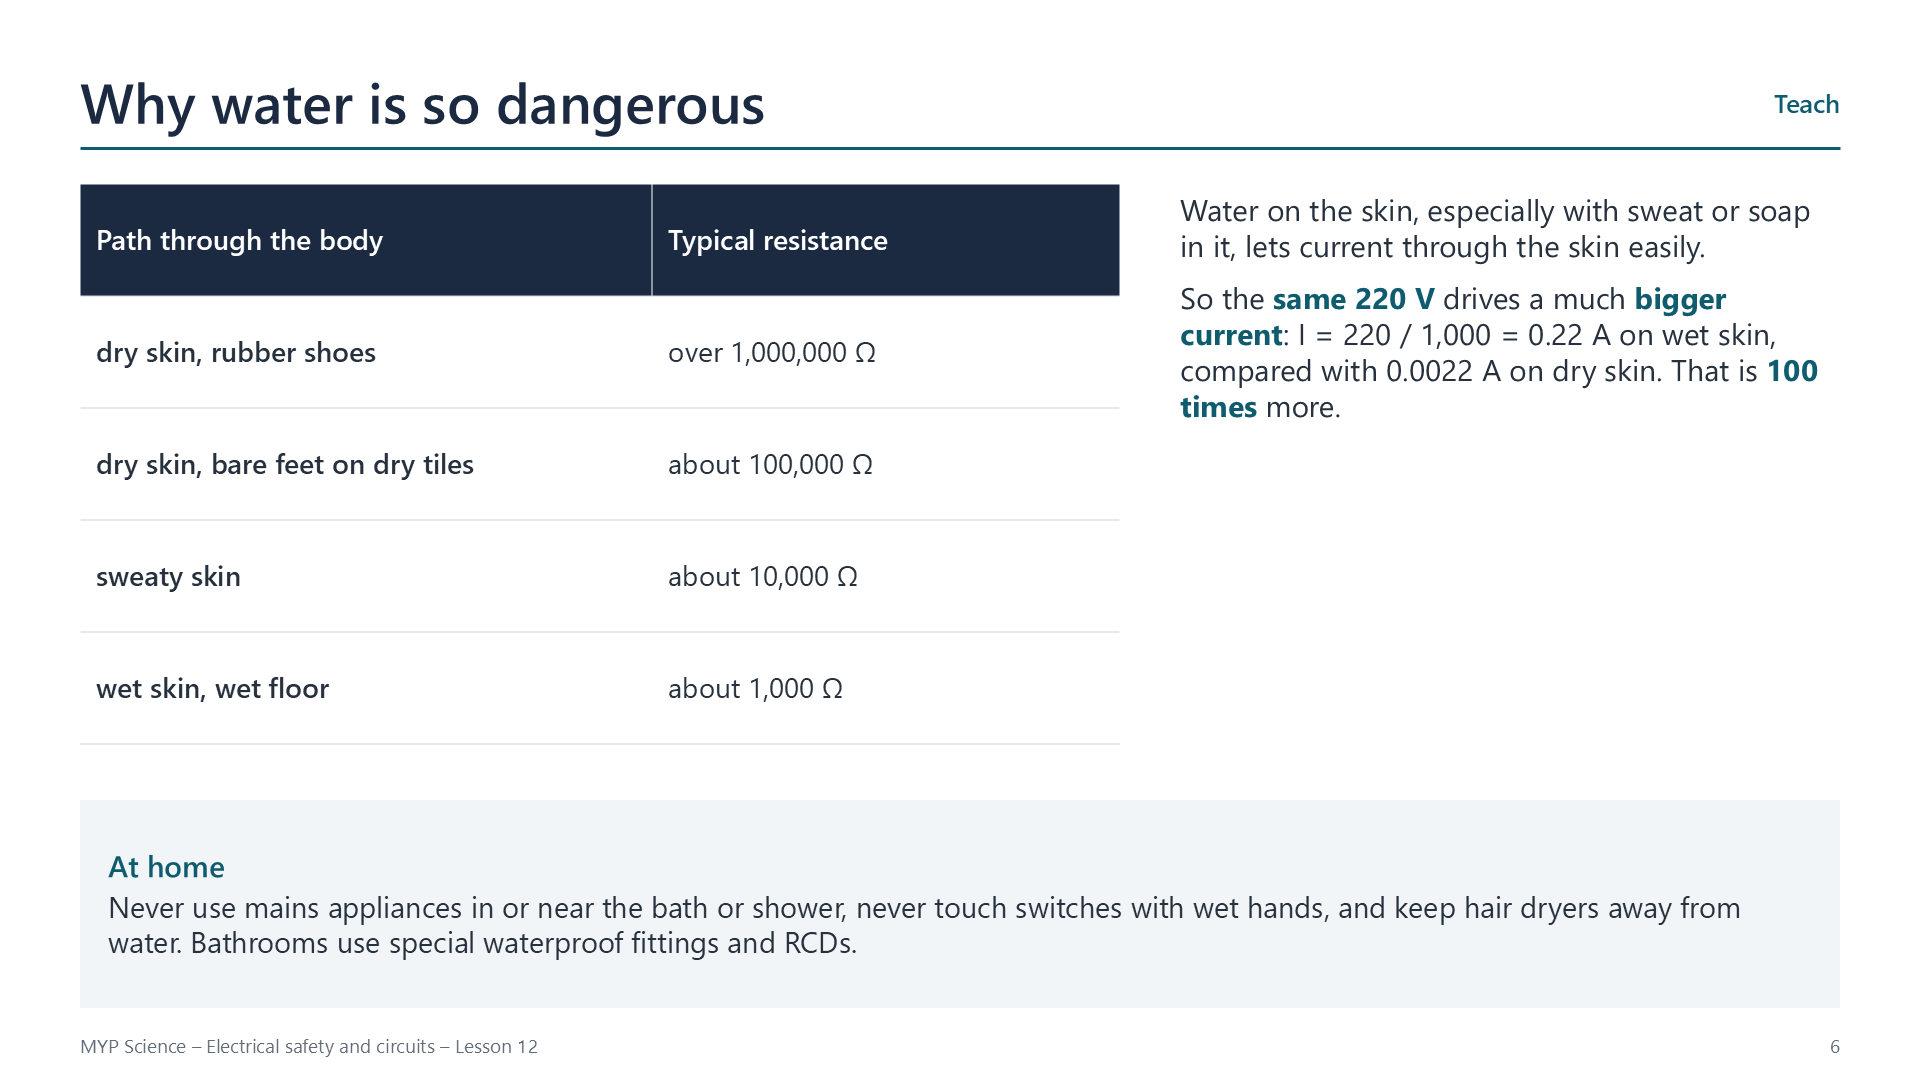 Why water is so dangerous
Teach
Path through the body
Typical resistance
dry skin, rubber shoes
over 1,000,000 Ω
dry skin, bare feet on dry tiles
about 100,000 Ω
sweaty skin
about 10,000 Ω
wet skin, wet floor
about 1,000 Ω
Water on the skin, especially with sweat or soap
in it, lets current through the skin easily.
So the same 220 V drives a much bigger
current: I = 220 / 1,000 = 0.22 A on wet skin,
compared with 0.0022 A on dry skin. That is 100
times more.
At home
Never use mains appliances in or near the bath or shower, never touch switches with wet hands, and keep hair dryers away from
water. Bathrooms use special waterproof fittings and RCDs.
MYP Science – Electrical safety and circuits – Lesson 12
6